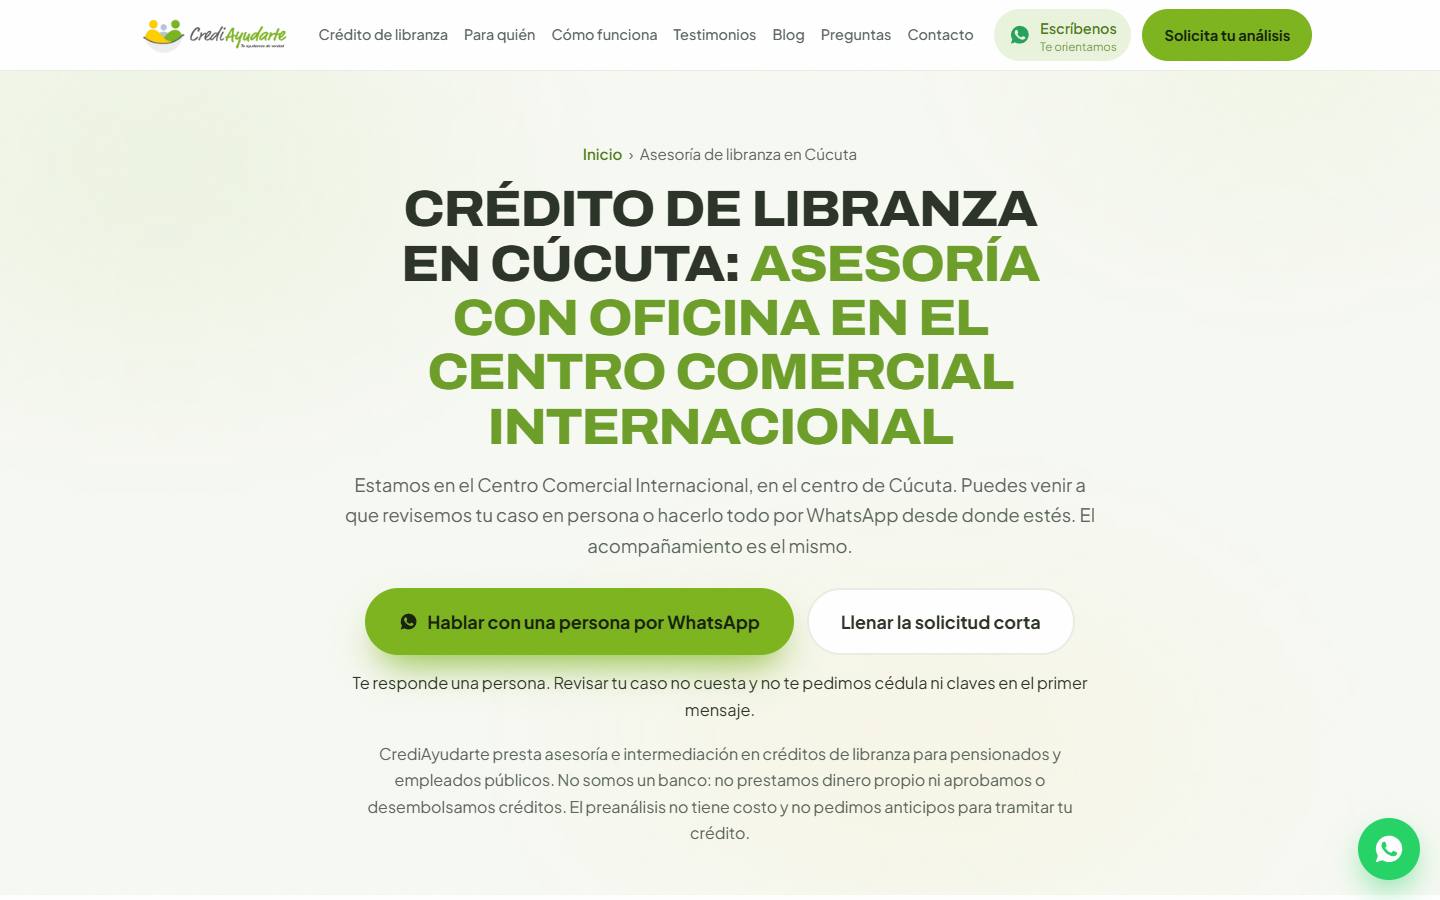 CrediAyudarte
Te ayudamos de verdad
Crédito de libranza
Para quién
Cómo funciona
Testimonios
Blog
Preguntas
Contacto
Escríbenos
Te orientamos
Solicita tu análisis
Inicio › Asesoría de libranza en Cúcuta
CRÉDITO DE LIBRANZA
EN CÚCUTA: ASESORÍA
CON OFICINA EN EL
CENTRO COMERCIAL
INTERNACIONAL
Estamos en el Centro Comercial Internacional, en el centro de Cúcuta. Puedes venir a
que revisemos tu caso en persona o hacerlo todo por WhatsApp desde donde estés. El
acompañamiento es el mismo.
Hablar con una persona por WhatsApp
Llenar la solicitud corta
Te responde una persona. Revisar tu caso no cuesta y no te pedimos cédula ni claves en el primer
mensaje.
CrediAyudarte presta asesoría e intermediación en créditos de libranza para pensionados y
empleados públicos. No somos un banco: no prestamos dinero propio ni aprobamos o
desembolsamos créditos. El preanálisis no tiene costo y no pedimos anticipos para tramitar tu
crédito.